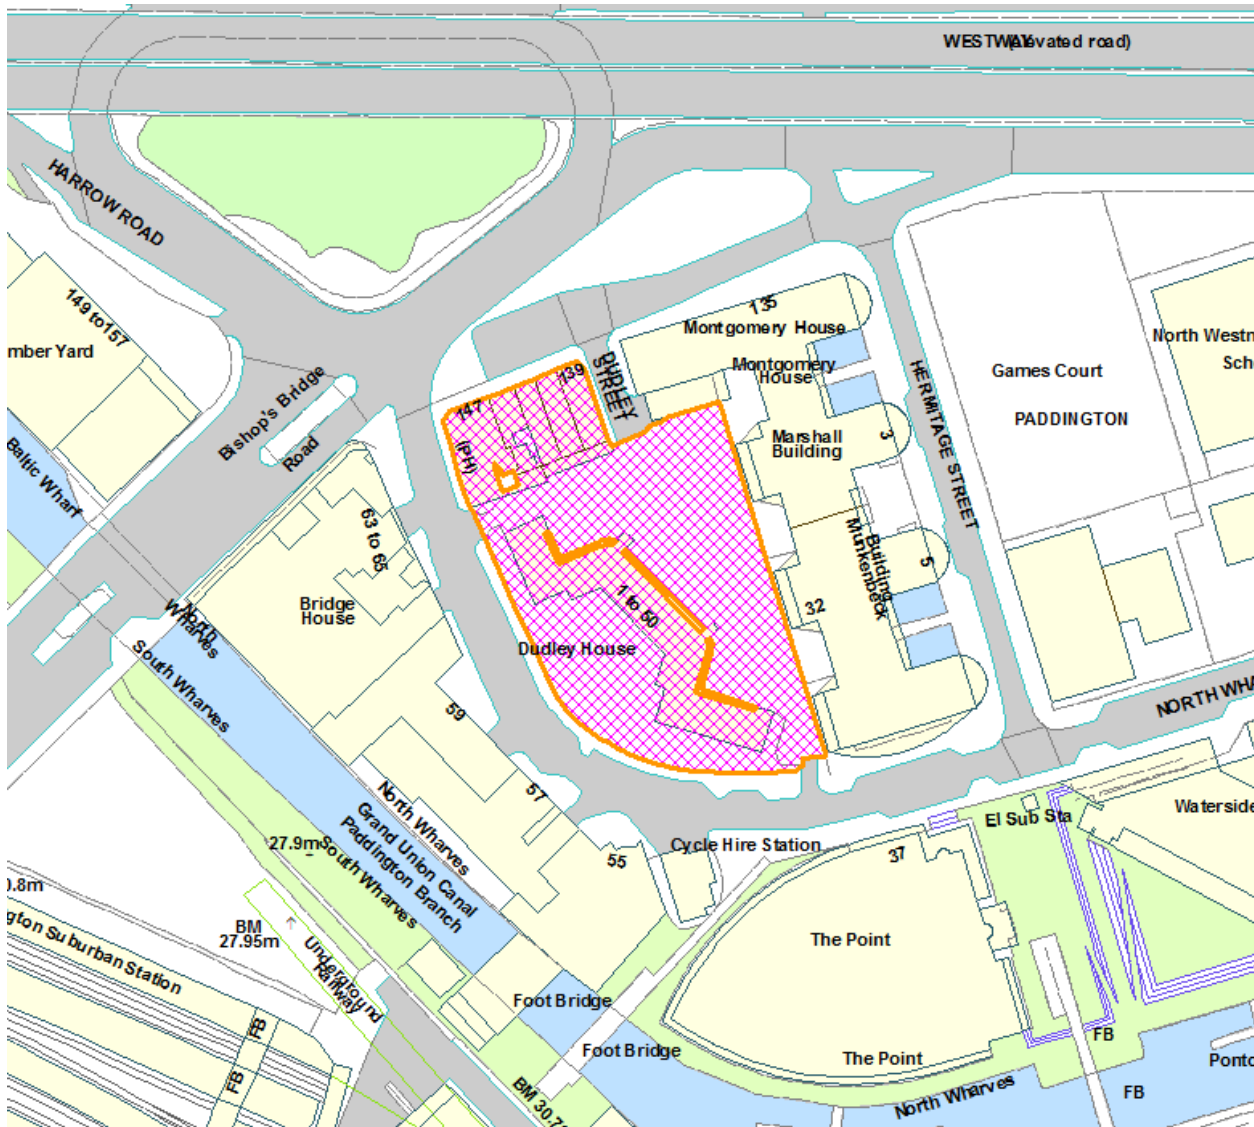 WESTWAY
(elevated road)
HARROW ROAD
149 to 157
mber Yard
Baltic Wharf
Bishop's Bridge
Road
147
139
(PH)
DUDLEY
STREET
135
Montgomery House
Montgomery
House
Marshall
Building
3
HERMITAGE STREET
Games Court
PADDINGTON
North Westm
Scho
63 to 65
Bridge
House
1 to 50
Dudley House
32
Building
Munkenbeck
5
North
Wharves
South Wharves
59
57
55
NORTH WHA
North Wharves
Grand Union Canal
Paddington Branch
27.9m
South Wharves
Cycle Hire Station
El Sub Sta
37
Waterside
0.8m
BM
27.95m
gton Suburban Station
Underground
Railway
The Point
Foot Bridge
Foot Bridge
The Point
FB
FB
FB
FB
Ponto
North Wharves
BM 30.7